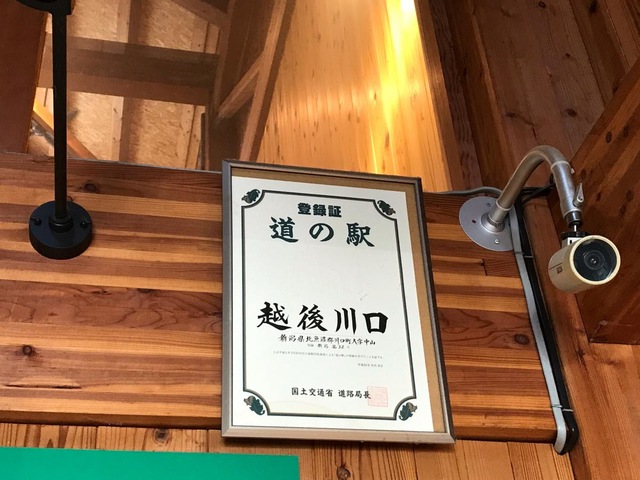 登録証
道の駅
越後川口
新潟県北魚沼郡川口町大字中山
国土交通省 道路局長